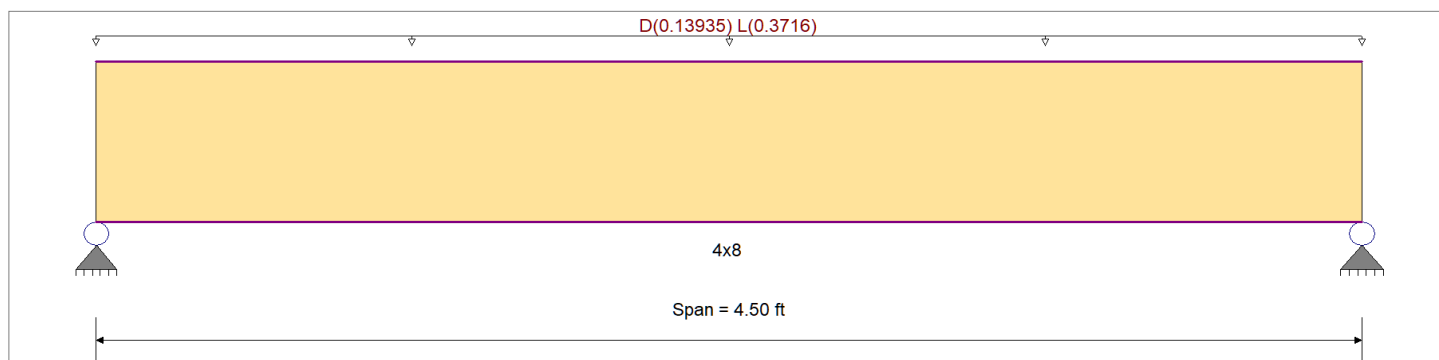 D(0.13935) L(0.3716)
4x8
Span = 4.50 ft